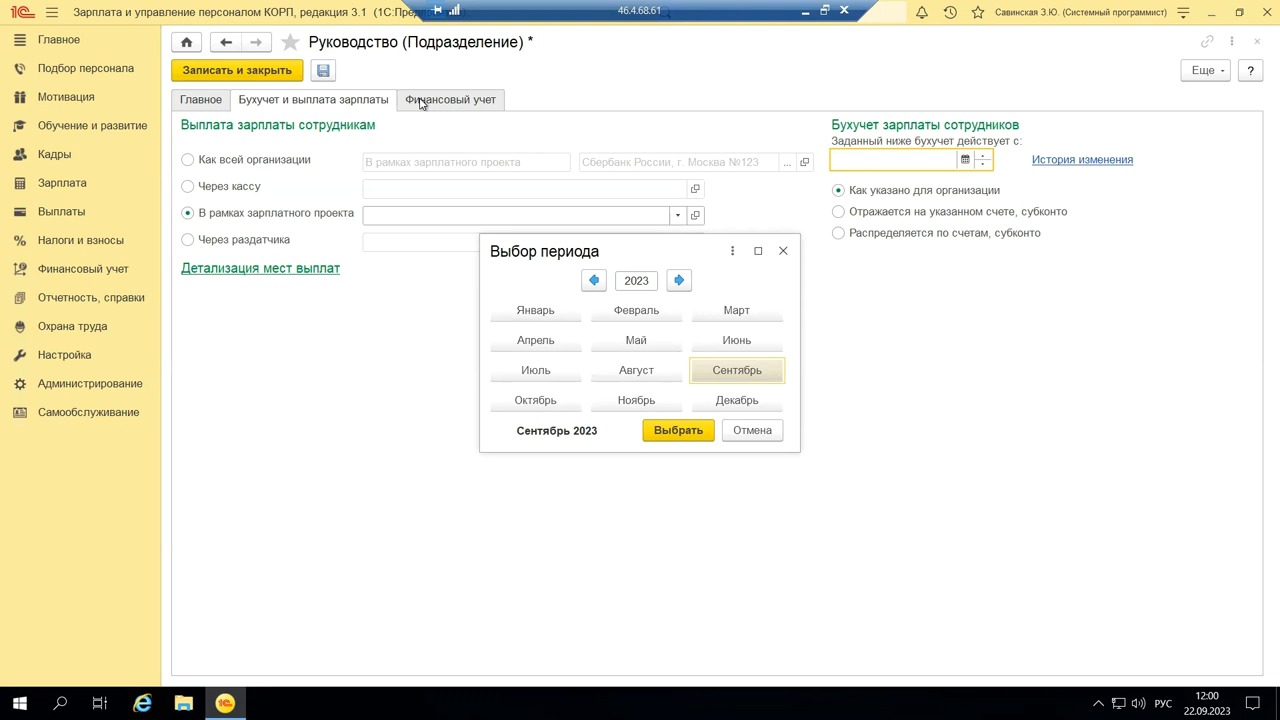 Зарплата и управление персоналом КОРП, редакция 3.1 (1С:Пред
46.4.68.61
Савинская З.Ю. (Системный программист)
Главное
Подбор персонала
Мотивация
Обучение и развитие
Кадры
Зарплата
Выплаты
Налоги и взносы
Финансовый учет
Отчетность, справки
Охрана труда
Настройка
Администрирование
Самообслуживание
Руководство (Подразделение) *
Записать и закрыть
Еще
?
Главное
Бухучет и выплата зарплаты
Финансовый учет
Выплата зарплаты сотрудникам
Как всей организации
В рамках зарплатного проекта
Сбербанк России, г. Москва №123
...
Через кассу
В рамках зарплатного проекта
Через раздатчика
Детализация мест выплат
Бухучет зарплаты сотрудников
Заданный ниже бухучет действует с:
История изменения
Как указано для организации
Отражается на указанном счете, субконто
Распределяется по счетам, субконто
Выбор периода
2023
Январь
Февраль
Март
Апрель
Май
Июнь
Июль
Август
Сентябрь
Октябрь
Ноябрь
Декабрь
Сентябрь 2023
Выбрать
Отмена
РУС
12:00
22.09.2023